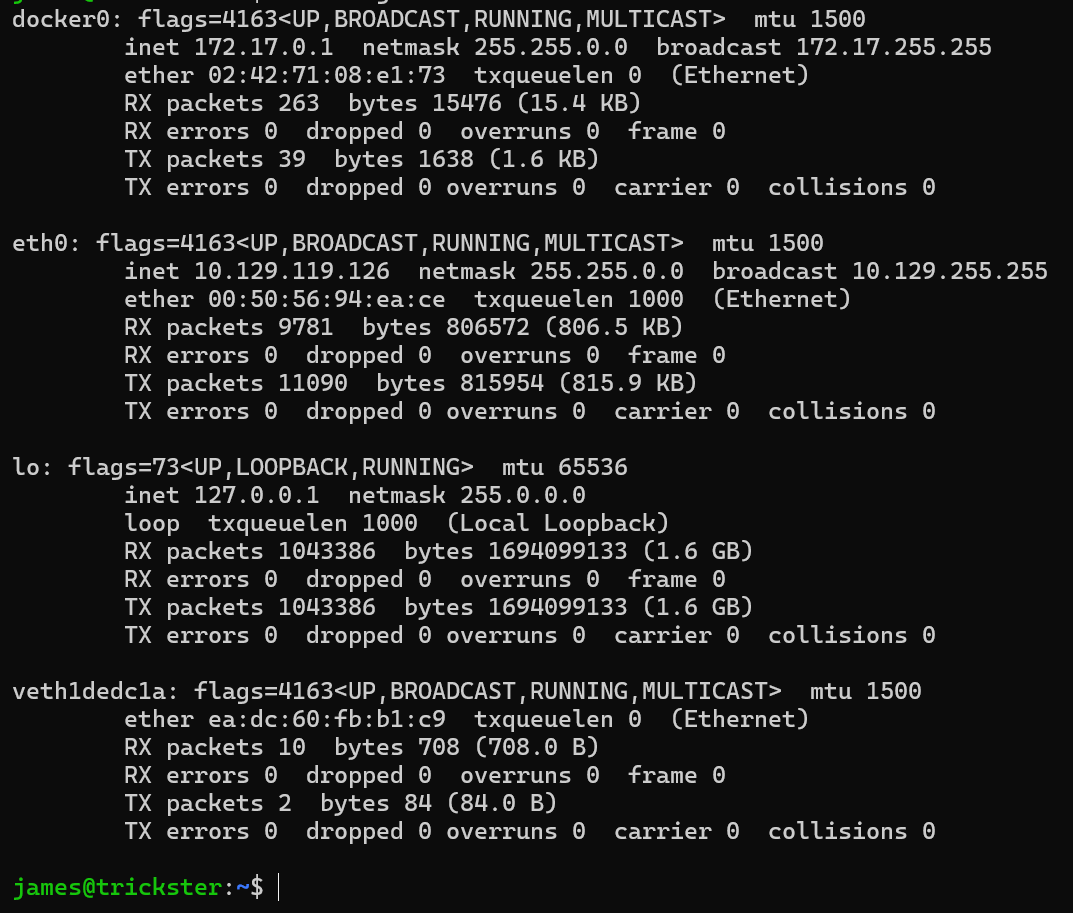 docker0: flags=4163<UP,BROADCAST,RUNNING,MULTICAST>  mtu 1500
        inet 172.17.0.1  netmask 255.255.0.0  broadcast 172.17.255.255
        ether 02:42:71:08:e1:73  txqueuelen 0  (Ethernet)
        RX packets 263  bytes 15476 (15.4 KB)
        RX errors 0  dropped 0  overruns 0  frame 0
        TX packets 39  bytes 1638 (1.6 KB)
        TX errors 0  dropped 0 overruns 0  carrier 0  collisions 0

eth0: flags=4163<UP,BROADCAST,RUNNING,MULTICAST>  mtu 1500
        inet 10.129.119.126  netmask 255.255.0.0  broadcast 10.129.255.255
        ether 00:50:56:94:ea:ce  txqueuelen 1000  (Ethernet)
        RX packets 9781  bytes 806572 (806.5 KB)
        RX errors 0  dropped 0  overruns 0  frame 0
        TX packets 11090  bytes 815954 (815.9 KB)
        TX errors 0  dropped 0 overruns 0  carrier 0  collisions 0

lo: flags=73<UP,LOOPBACK,RUNNING>  mtu 65536
        inet 127.0.0.1  netmask 255.0.0.0
        loop  txqueuelen 1000  (Local Loopback)
        RX packets 1043386  bytes 1694099133 (1.6 GB)
        RX errors 0  dropped 0  overruns 0  frame 0
        TX packets 1043386  bytes 1694099133 (1.6 GB)
        TX errors 0  dropped 0 overruns 0  carrier 0  collisions 0

veth1dedc1a: flags=4163<UP,BROADCAST,RUNNING,MULTICAST>  mtu 1500
        ether ea:dc:60:fb:b1:c9  txqueuelen 0  (Ethernet)
        RX packets 10  bytes 708 (708.0 B)
        RX errors 0  dropped 0  overruns 0  frame 0
        TX packets 2  bytes 84 (84.0 B)
        TX errors 0  dropped 0 overruns 0  carrier 0  collisions 0

james@trickster:~$